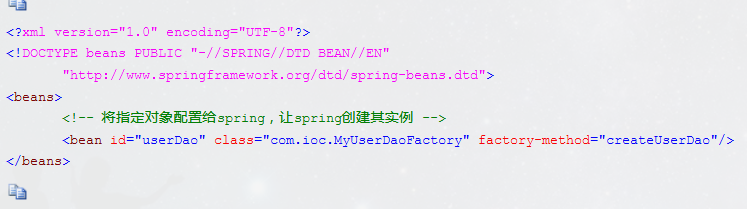 <?xml version="1.0" encoding="UTF-8"?>
<!DOCTYPE beans PUBLIC "-//SPRING//DTD BEAN//EN"
"http://www.springframework.org/dtd/spring-beans.dtd">
<beans>
<!-- 将指定对象配置给spring，让spring创建其实例 -->
<bean id="userDao" class="com.ioc.MyUserDaoFactory" factory-method="createUserDao"/>
</beans>